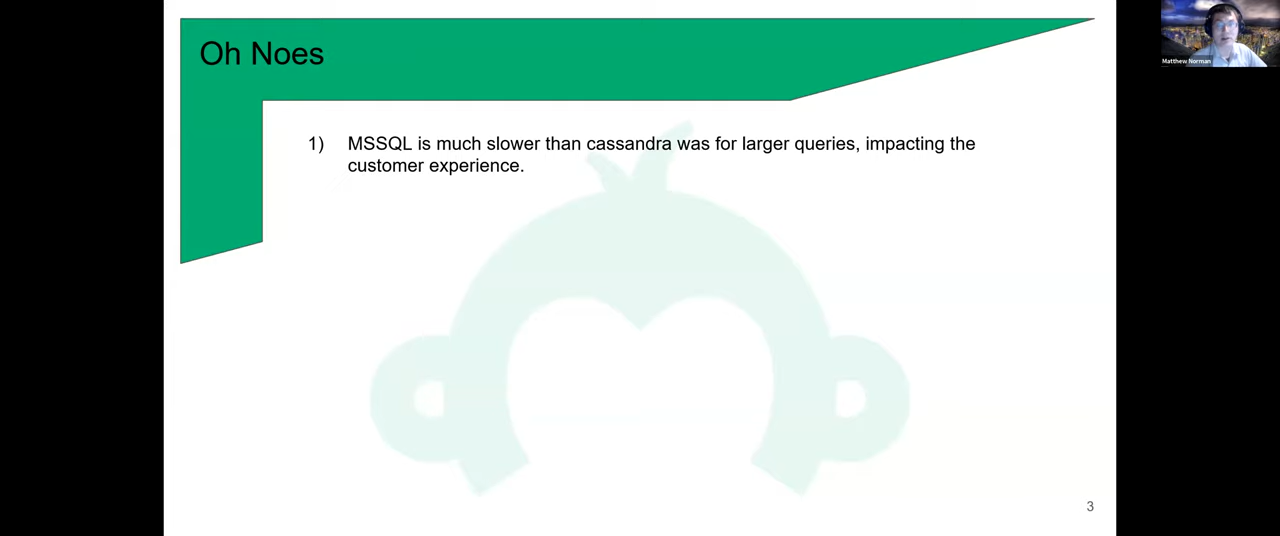 Oh Noes
Matthew Norman
1) MSSQL is much slower than cassandra was for larger queries, impacting the
customer experience.
3